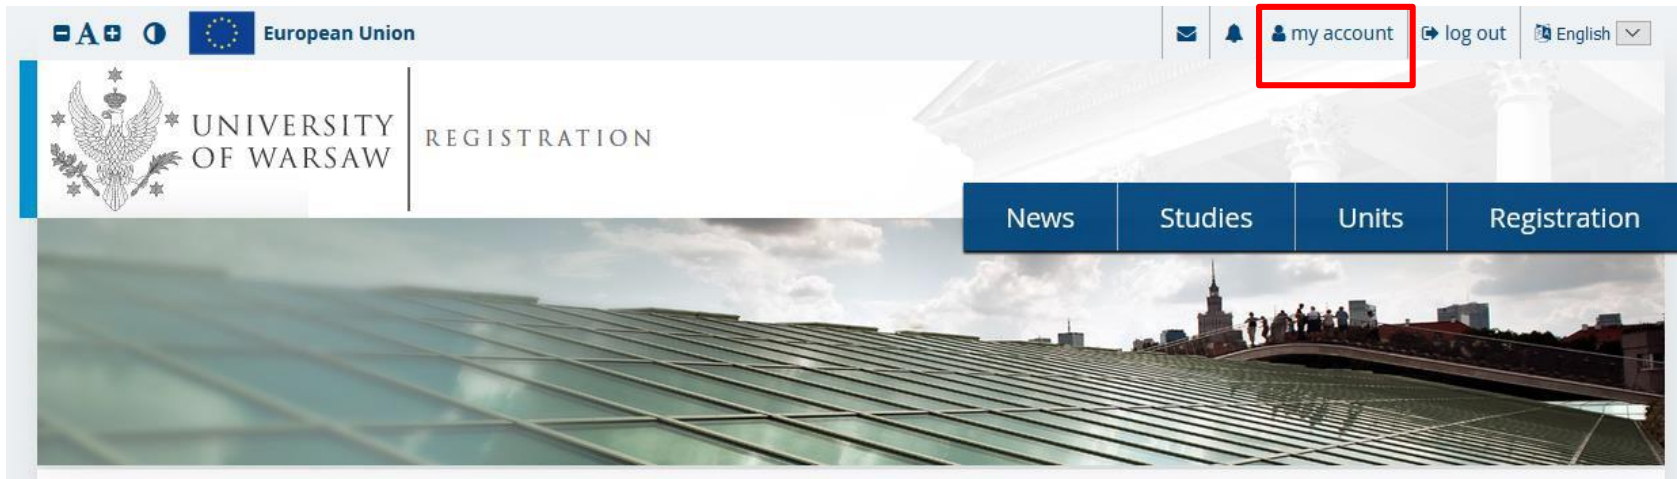 A European Union my account log out English
UNIVERSITY
OF WARSAW
REGISTRATION
News Studies Units Registration